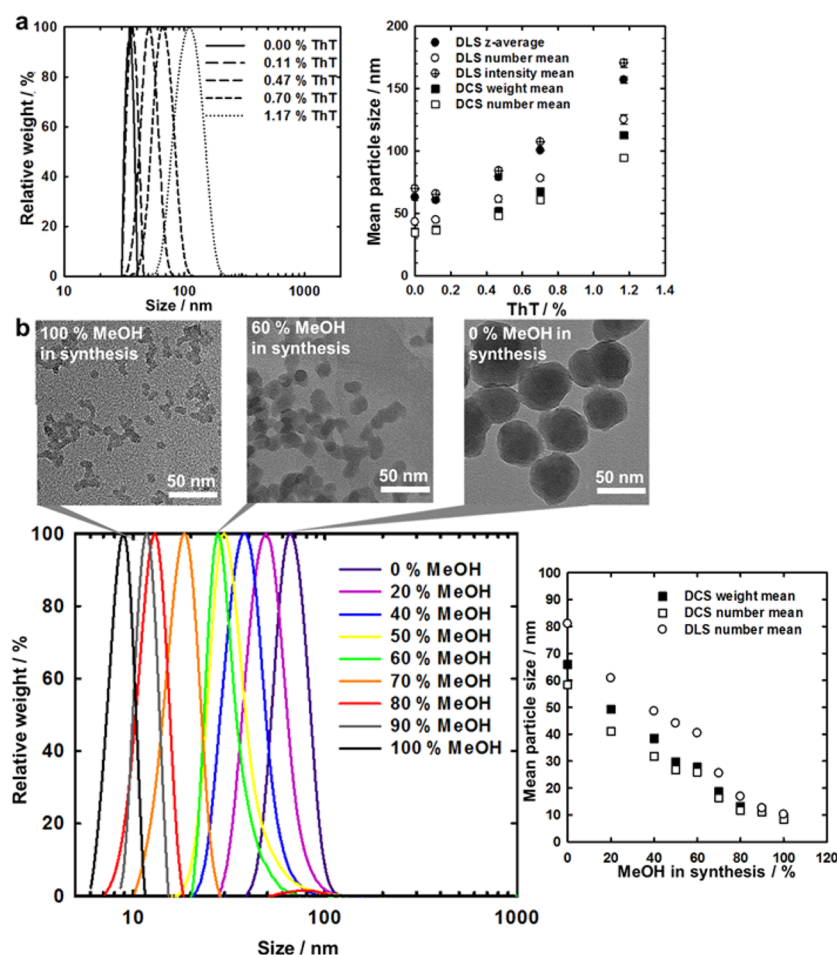 a
Relative weight / %
100
80
60
40
20
0
10
100
1000
Size / nm
0.00 % ThT
0.11 % ThT
0.47 % ThT
0.70 % ThT
1.17 % ThT
Mean particle size / nm
200
150
100
50
0
0.0 0.2 0.4 0.6 0.8 1.0 1.2 1.4
ThT / %
DLS z-average
DLS number mean
DLS intensity mean
DCS weight mean
DCS number mean
b
100 % MeOH
in synthesis
50 nm
60 % MeOH
in synthesis
50 nm
0 % MeOH in
synthesis
50 nm
Relative weight / %
100
80
60
40
20
0
10
100
1000
Size / nm
0 % MeOH
20 % MeOH
40 % MeOH
50 % MeOH
60 % MeOH
70 % MeOH
80 % MeOH
90 % MeOH
100 % MeOH
Mean particle size / nm
100
90
80
70
60
50
40
30
20
10
0
0 20 40 60 80 100 120
MeOH in synthesis / %
DCS weight mean
DCS number mean
DLS number mean